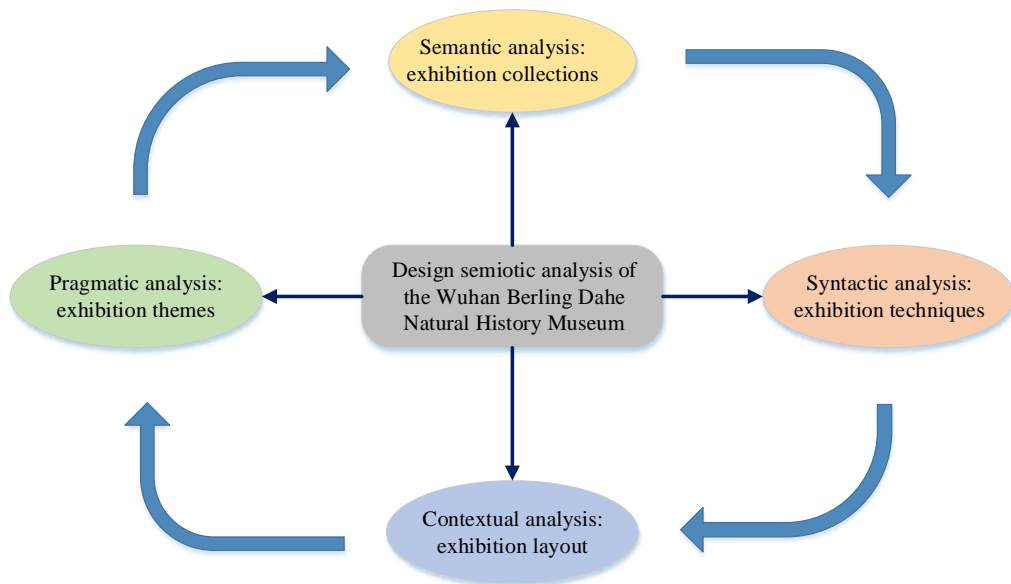 Semantic analysis:
exhibition collections
Pragmatic analysis:
exhibition themes
Design semiotic analysis of
the Wuhan Berling Dahe
Natural History Museum
Syntactic analysis:
exhibition techniques
Contextual analysis:
exhibition layout